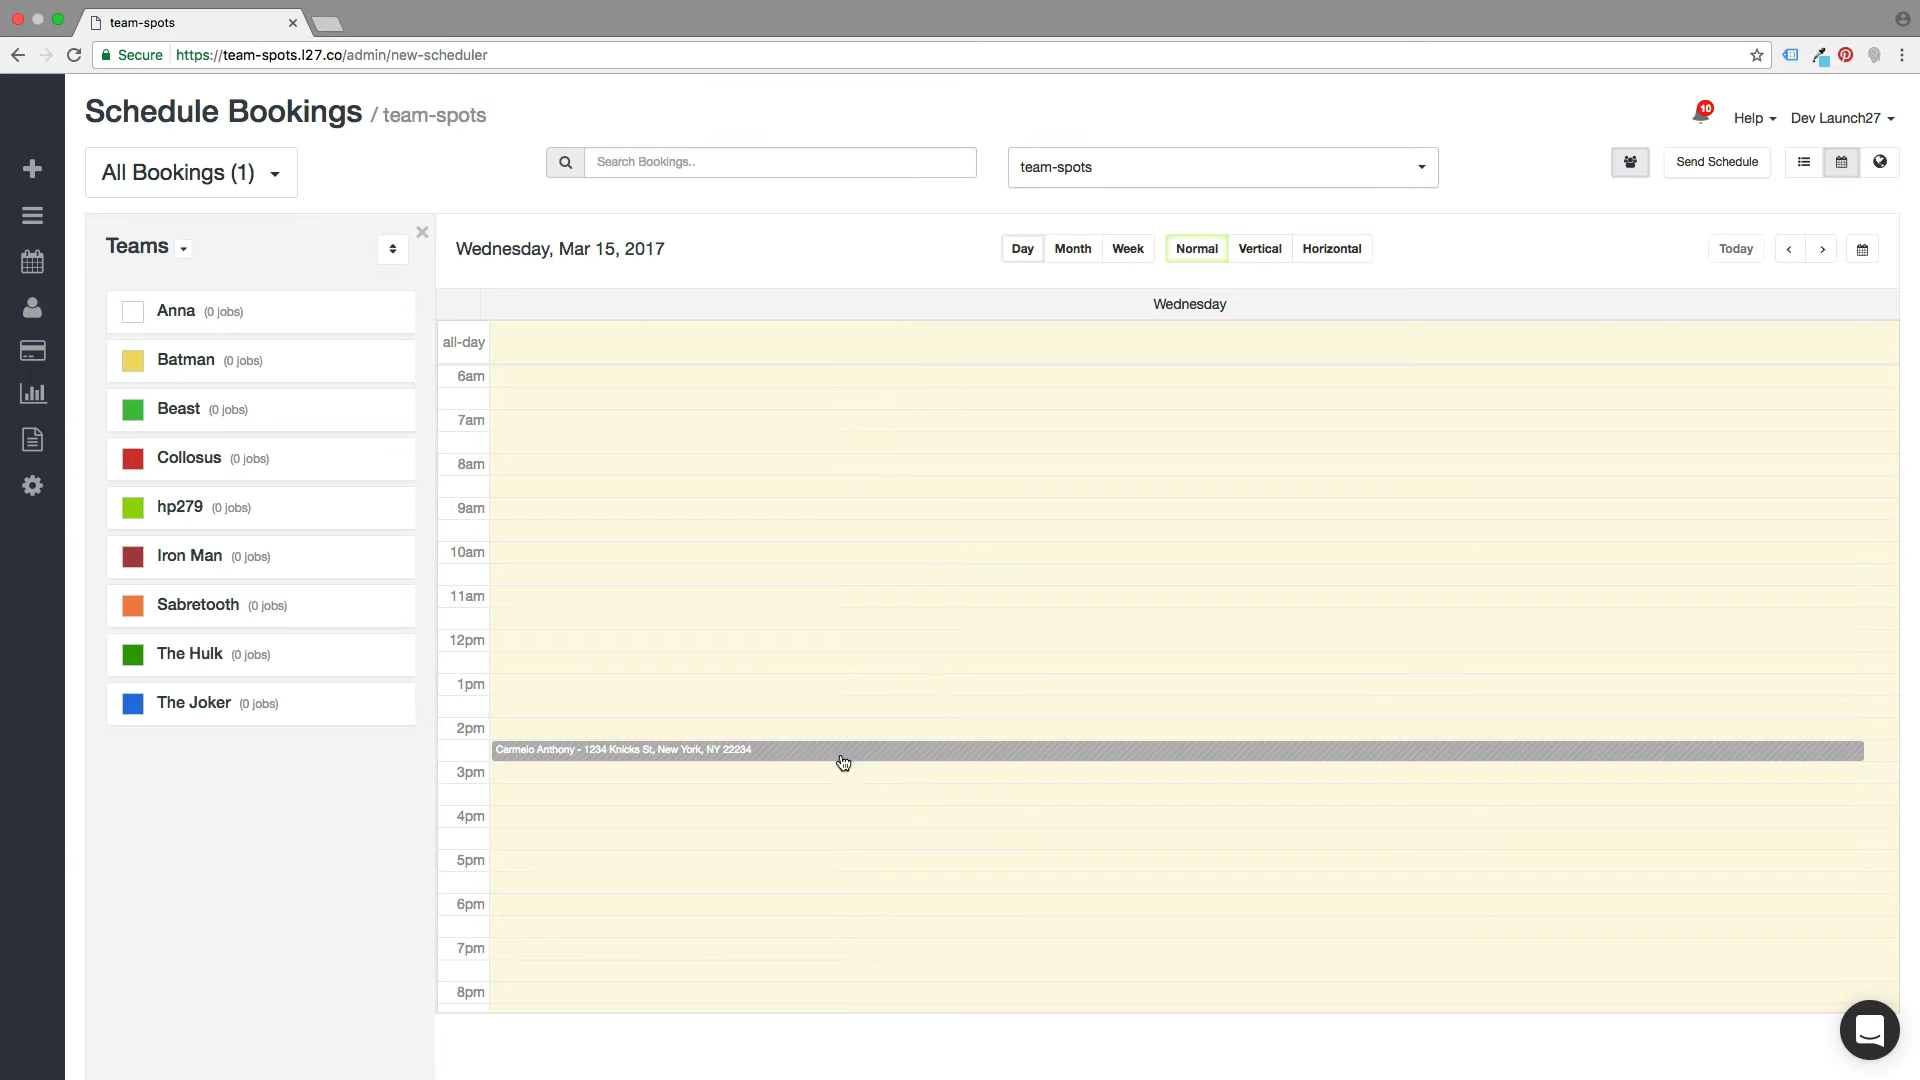 team-spots
Secure https://team-spots.l27.co/admin/new-scheduler
Schedule Bookings / team-spots
10
Help
Dev Launch27
All Bookings (1)
Search Bookings..
team-spots
Send Schedule
Teams
Anna (0 jobs)
Batman (0 jobs)
Beast (0 jobs)
Collosus (0 jobs)
hp279 (0 jobs)
Iron Man (0 jobs)
Sabretooth (0 jobs)
The Hulk (0 jobs)
The Joker (0 jobs)
Wednesday, Mar 15, 2017
Day Month Week
Normal Vertical Horizontal
Today
Wednesday
all-day
6am
7am
8am
9am
10am
11am
12pm
1pm
2pm
Carmelo Anthony - 1234 Knicks St, New York, NY 22234
3pm
4pm
5pm
6pm
7pm
8pm